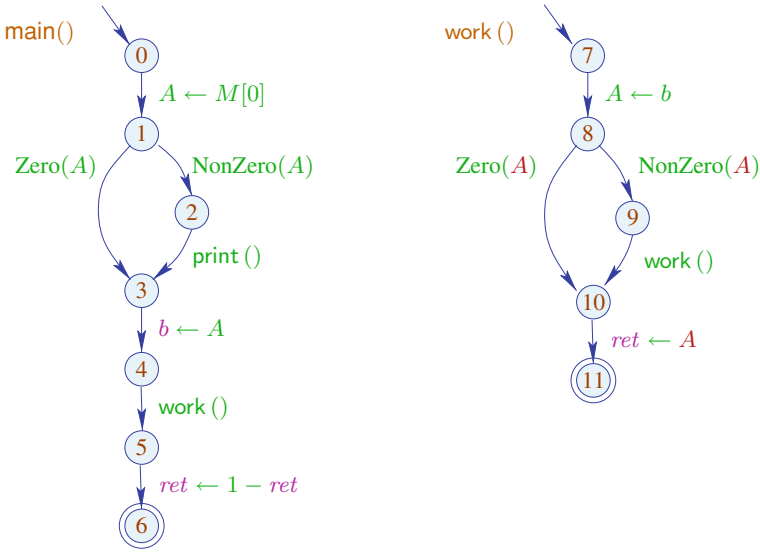 main()
0
A ← M[0]
1
Zero(A)
NonZero(A)
2
print ()
3
b ← A
4
work ()
5
ret ← 1 − ret
6
work ()
7
A ← b
8
Zero(A)
NonZero(A)
9
work ()
10
ret ← A
11